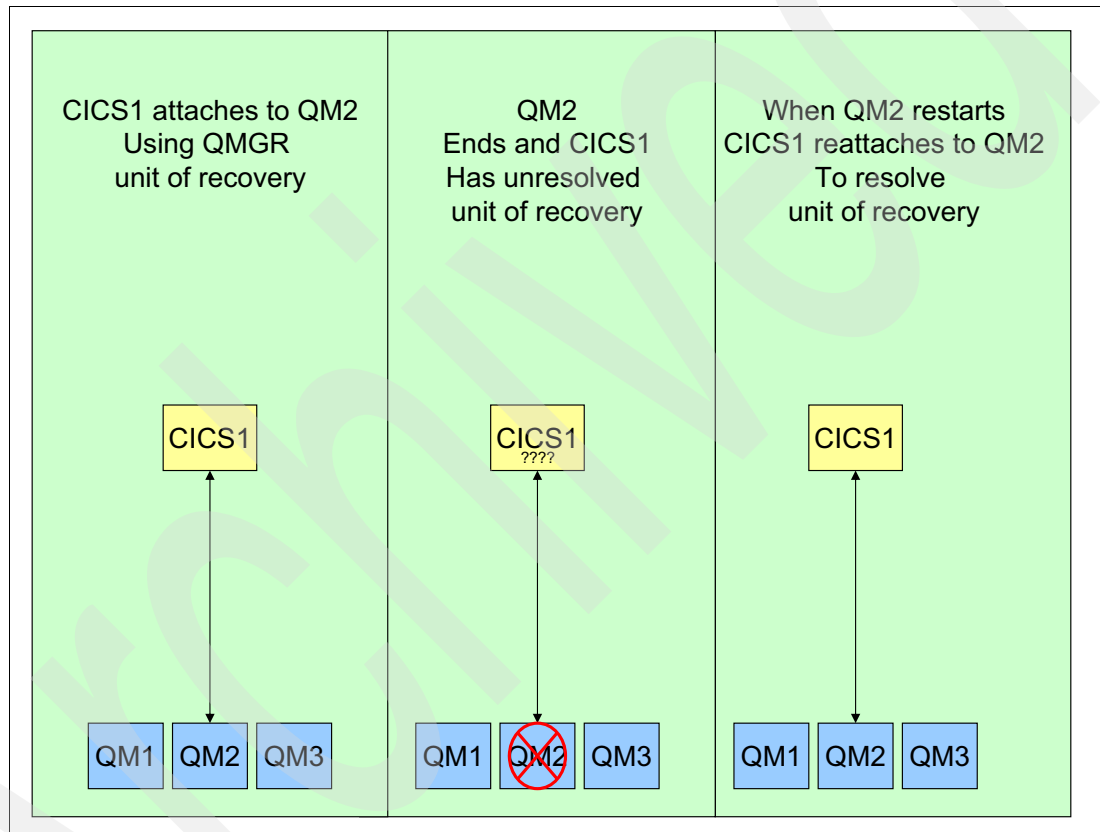 CICS1 attaches to QM2
Using QMGR
unit of recovery
QM2
Ends and CICS1
Has unresolved
unit of recovery
When QM2 restarts
CICS1 reattaches to QM2
To resolve
unit of recovery
CICS1
CICS1
????
CICS1
QM1 QM2 QM3
QM1 QM2 QM3
QM1 QM2 QM3